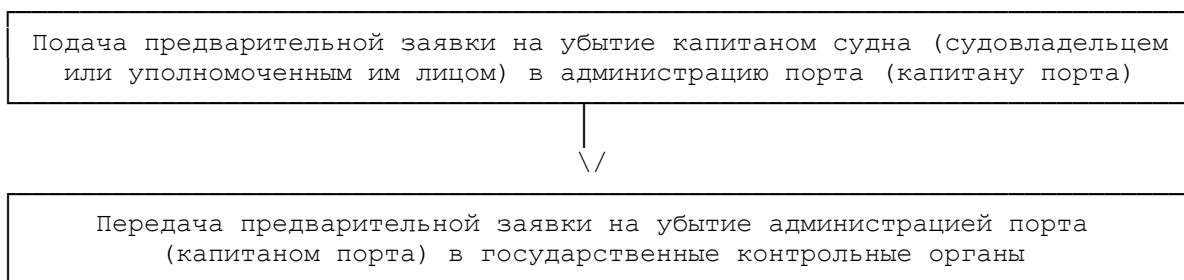 Подача предварительной заявки на убытие капитаном судна (судовладельцем
или уполномоченным им лицом) в администрацию порта (капитану порта)
\/
Передача предварительной заявки на убытие администрацией порта
(капитаном порта) в государственные контрольные органы